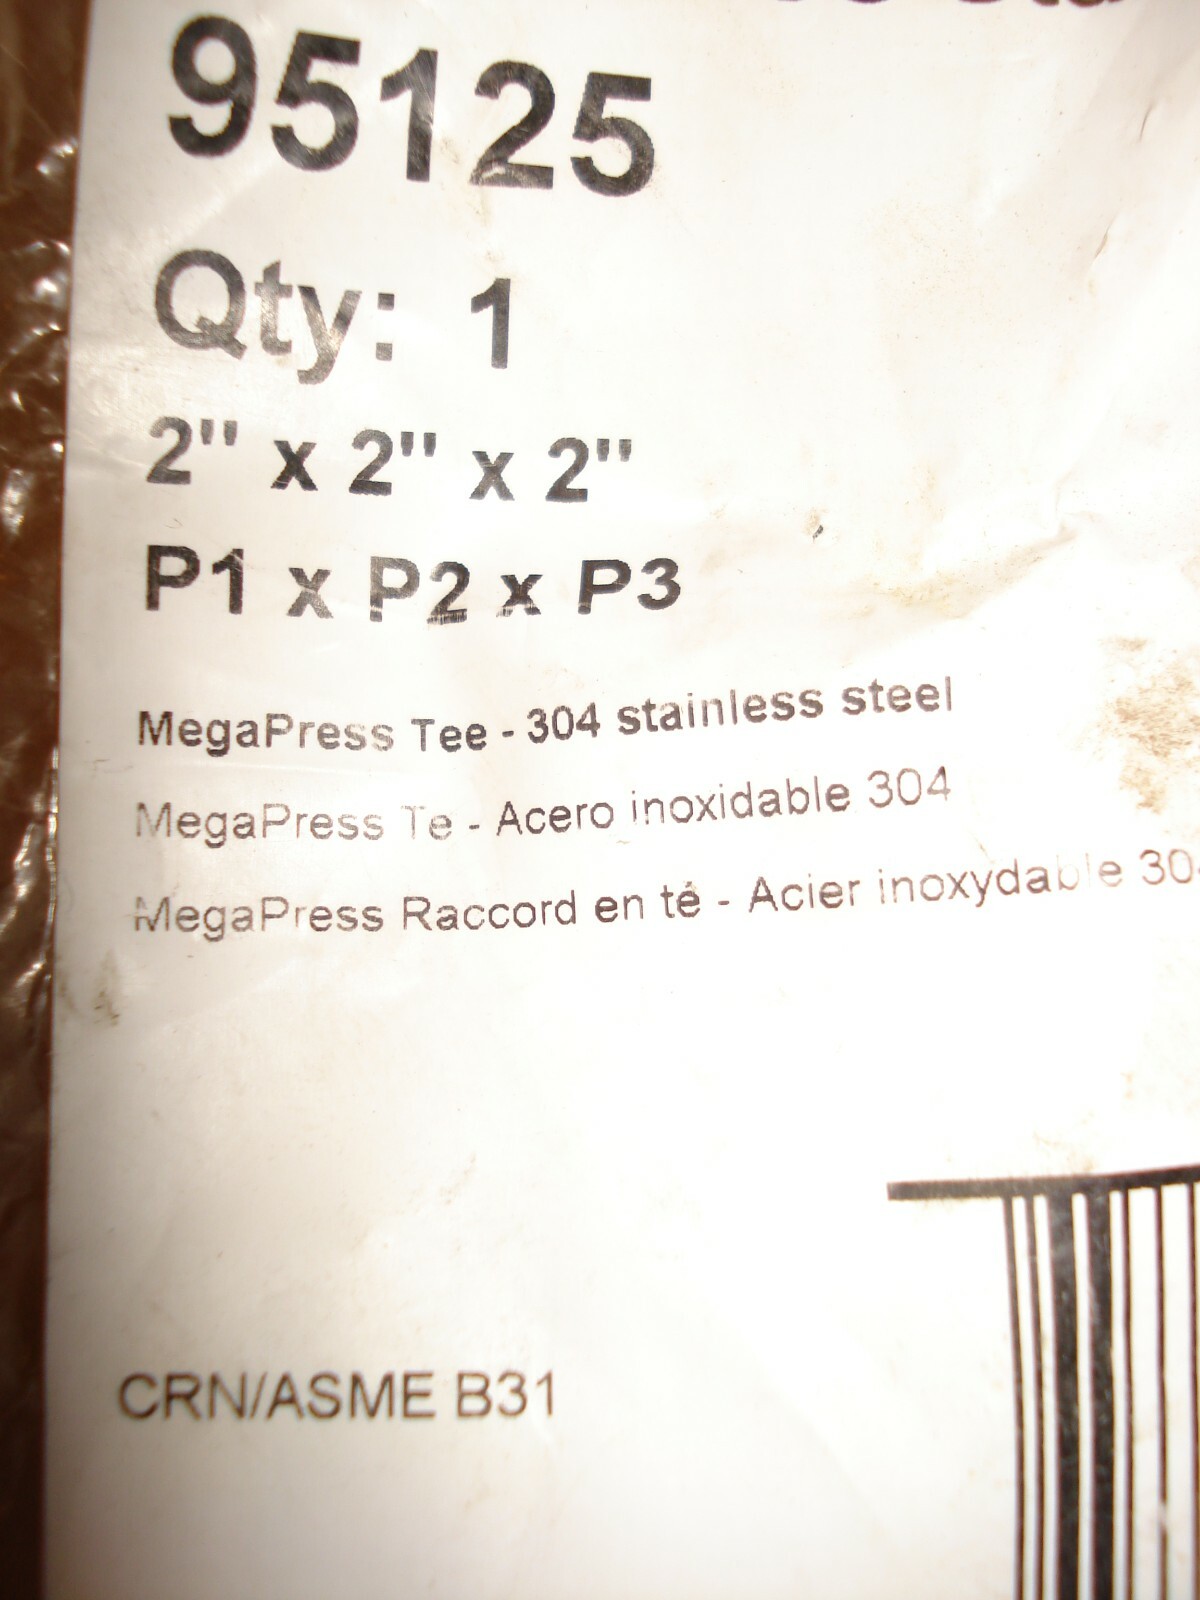 95125
Qty: 1
2" x 2" x 2"
P1 x P2 x P3
MegaPress Tee - 304 stainless steel
MegaPress Te - Acero inoxidable 304
MegaPress Raccord en té - Acier inoxydable 30
CRN/ASME B31